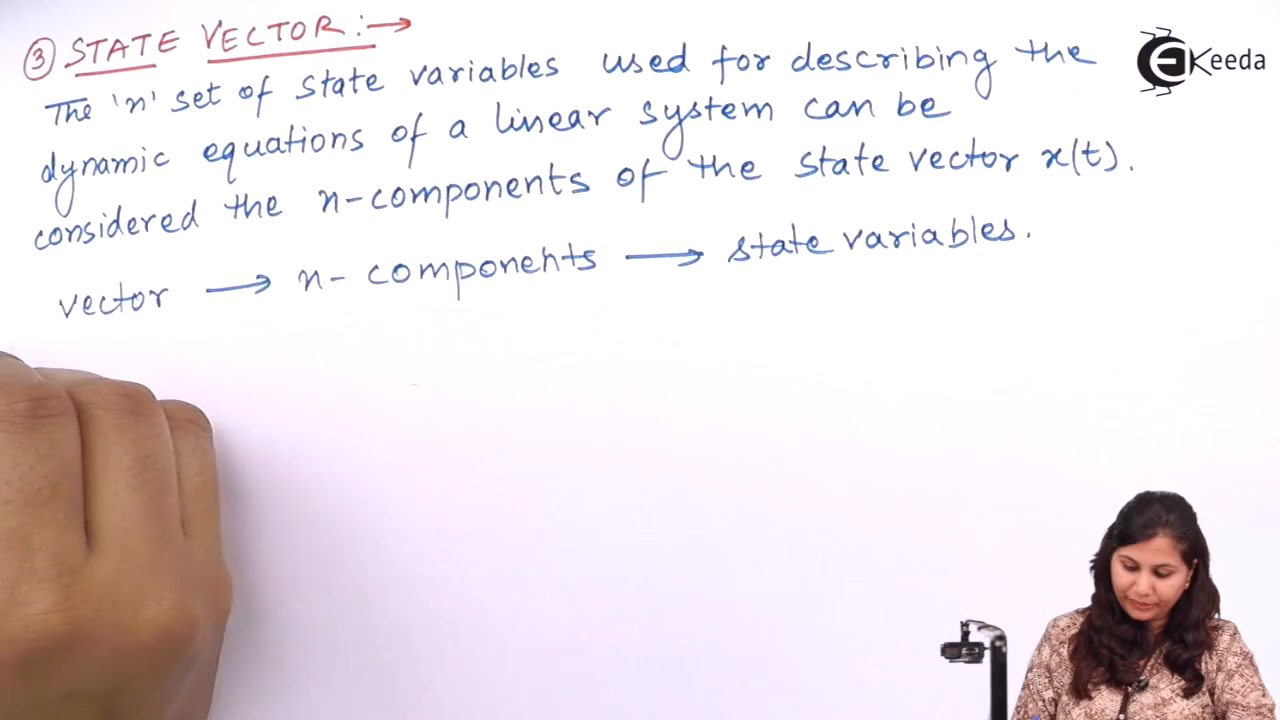 ③ STATE VECTOR :→
The 'n' set of state variables used for describing the
dynamic equations of a linear system can be
considered the n-components of the state vector x(t).
vector → n- components → state variables.
EKeeda